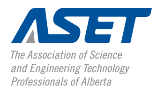 ASET
The Association of Science
and Engineering Technology
Professionals of Alberta